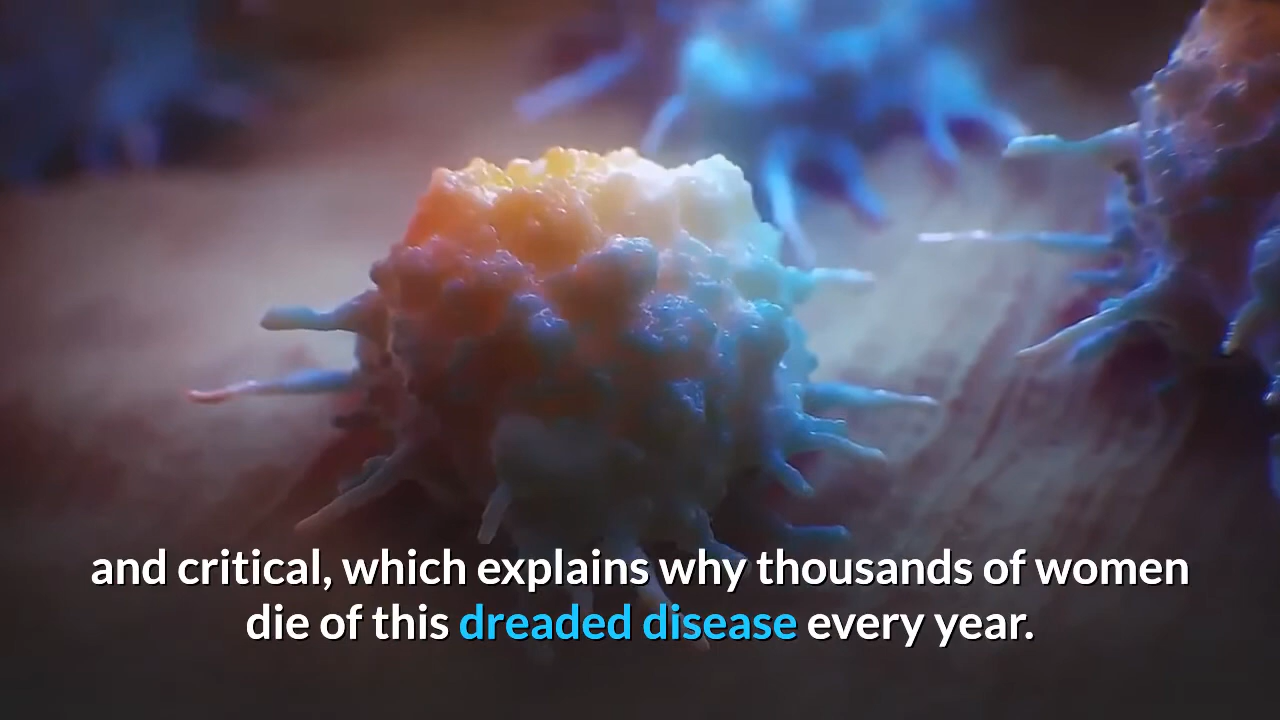 and critical, which explains why thousands of women
die of this dreaded disease every year.